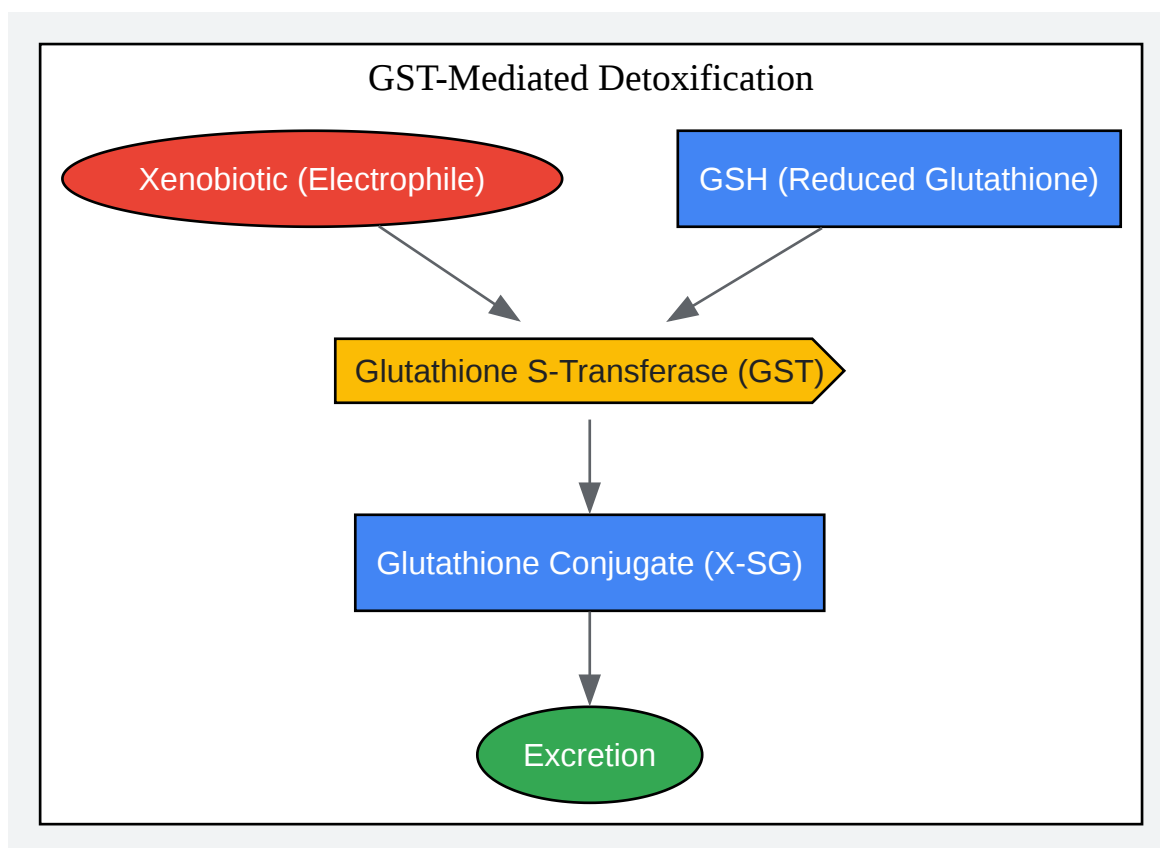 GST-Mediated Detoxification
Xenobiotic (Electrophile)
GSH (Reduced Glutathione)
Glutathione S-Transferase (GST)
Glutathione Conjugate (X-SG)
Excretion